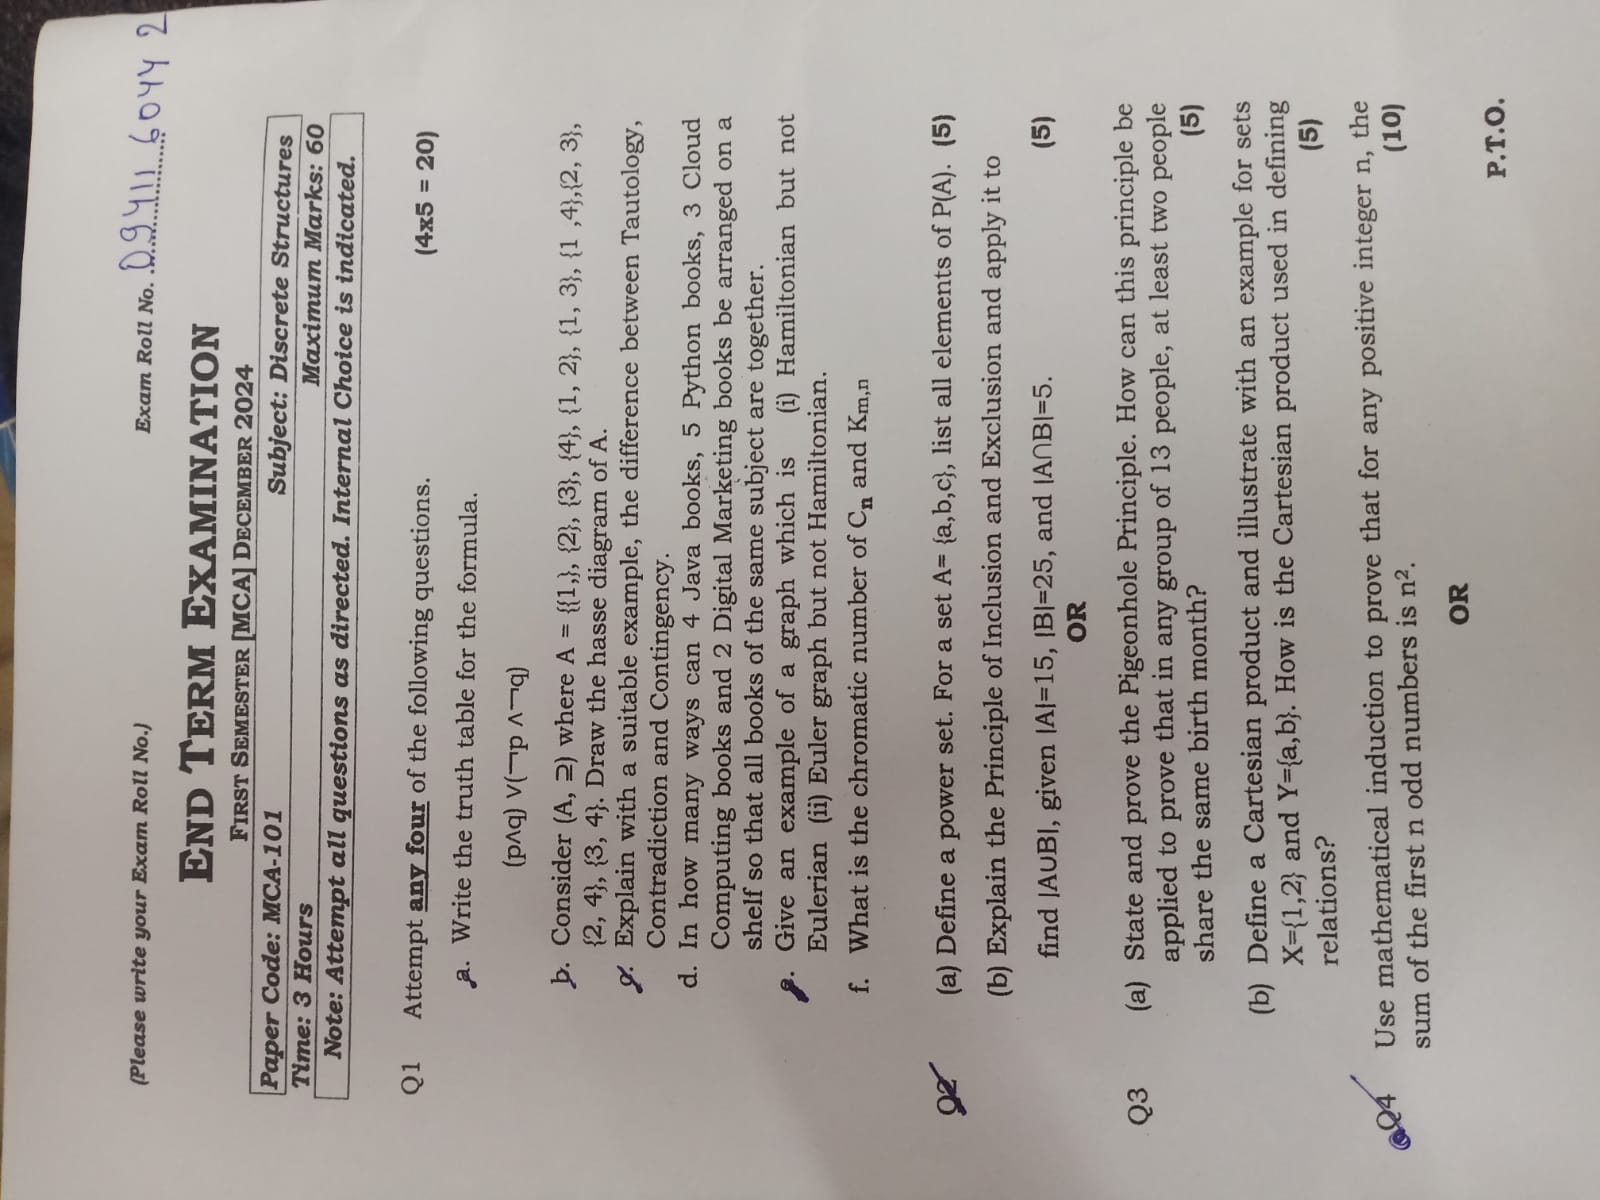 (Please write your Exam Roll No.) Exam Roll No. 0941160442
END TERM EXAMINATION
FIRST SEMESTER [MCA] DECEMBER 2024
Paper Code: MCA-101 Subject: Discrete Structures
Time: 3 Hours Maximum Marks: 60
Note: Attempt all questions as directed. Internal Choice is indicated.
Q1 Attempt any four of the following questions. (4x5 = 20)
a. Write the truth table for the formula.
(p∧q) ∨(¬p ∧¬q)
b. Consider (A, ⊇) where A = {{1,}, {2}, {3}, {4}, {1, 2}, {1, 3}, {1 ,4},{2, 3},
{2, 4}, {3, 4}. Draw the hasse diagram of A.
c. Explain with a suitable example, the difference between Tautology,
Contradiction and Contingency.
d. In how many ways can 4 Java books, 5 Python books, 3 Cloud
Computing books and 2 Digital Marketing books be arranged on a
shelf so that all books of the same subject are together.
e. Give an example of a graph which is (i) Hamiltonian but not
Eulerian (ii) Euler graph but not Hamiltonian.
f. What is the chromatic number of Cn and Km,n
Q2 (a) Define a power set. For a set A= {a,b,c}, list all elements of P(A). (5)
(b) Explain the Principle of Inclusion and Exclusion and apply it to
find |A∪B|, given |A|=15, |B|=25, and |A∩B|=5. (5)
OR
Q3 (a) State and prove the Pigeonhole Principle. How can this principle be
applied to prove that in any group of 13 people, at least two people
share the same birth month? (5)
(b) Define a Cartesian product and illustrate with an example for sets
X={1,2} and Y={a,b}. How is the Cartesian product used in defining
relations? (5)
Q4 Use mathematical induction to prove that for any positive integer n, the
sum of the first n odd numbers is n². (10)
OR
P.T.O.